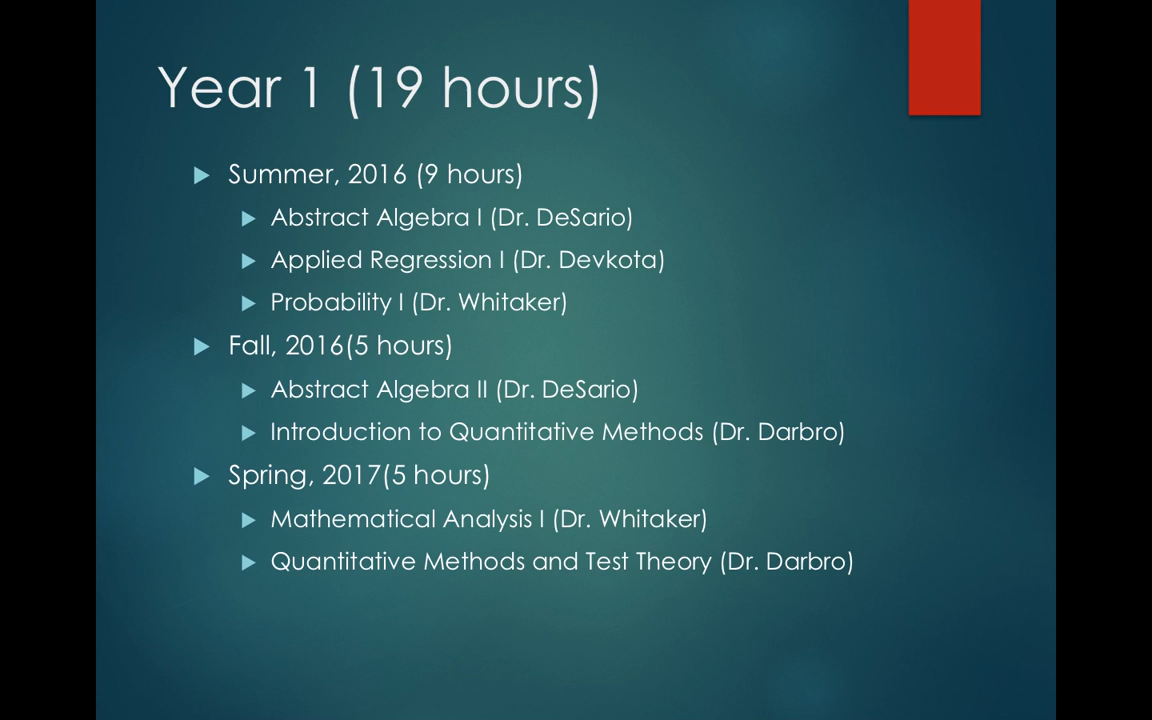 Year 1 (19 hours)
Summer, 2016 (9 hours)
Abstract Algebra I (Dr. DeSario)
Applied Regression I (Dr. Devkota)
Probability I (Dr. Whitaker)
Fall, 2016(5 hours)
Abstract Algebra II (Dr. DeSario)
Introduction to Quantitative Methods (Dr. Darbro)
Spring, 2017(5 hours)
Mathematical Analysis I (Dr. Whitaker)
Quantitative Methods and Test Theory (Dr. Darbro)